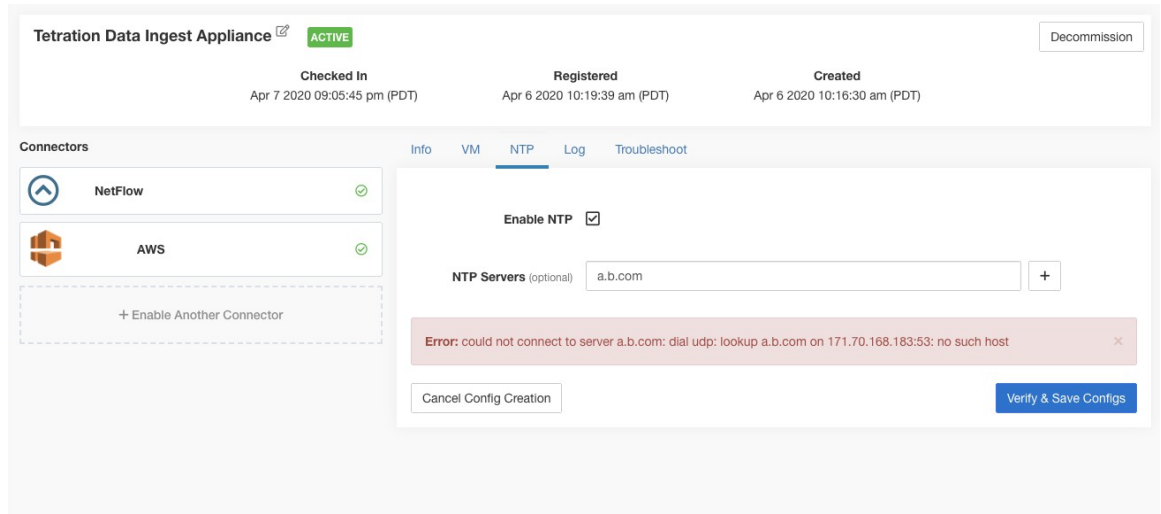 Tetration Data Ingest Appliance ACTIVE
Decommission
Checked In Registered Created
Apr 7 2020 09:05:45 pm (PDT) Apr 6 2020 10:19:39 am (PDT) Apr 6 2020 10:16:30 am (PDT)
Connectors
NetFlow
AWS
+ Enable Another Connector
Info VM NTP Log Troubleshoot
Enable NTP
NTP Servers (optional) a.b.com +
Error: could not connect to server a.b.com: dial udp: lookup a.b.com on 171.70.168.183:53: no such host ×
Cancel Config Creation Verify & Save Configs